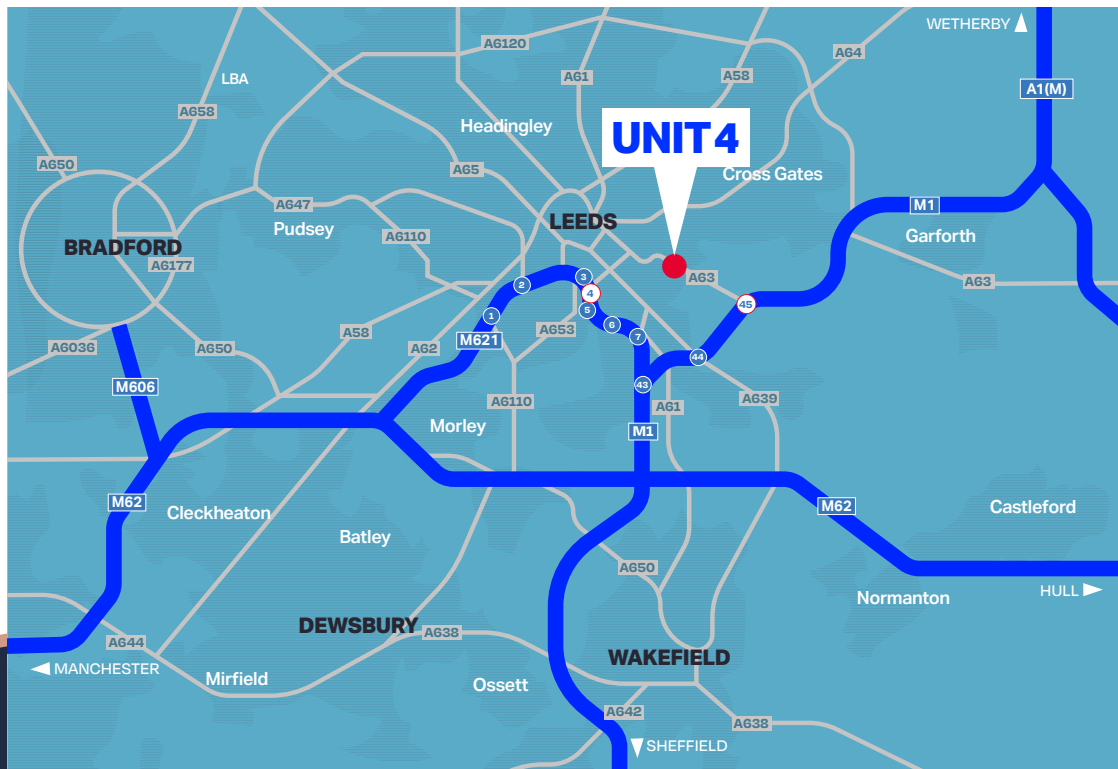 WETHERBY
A6120
A61
A64
A58
LBA
A1(M)
A658
Headingley
UNIT 4
A650
A65
Cross Gates
A647
M1
LEEDS
Pudsey
A6110
Garforth
BRADFORD
A6177
3
A63
A63
2
4
45
5
1
6
A58
A653
7
M621
A62
A6036
A650
44
M606
43
A6110
A61
A639
Morley
M1
M62
M62
Cleckheaton
Castleford
Batley
A650
HULL
Normanton
DEWSBURY
A638
A644
WAKEFIELD
MANCHESTER
Mirfield
Ossett
A642
A638
SHEFFIELD